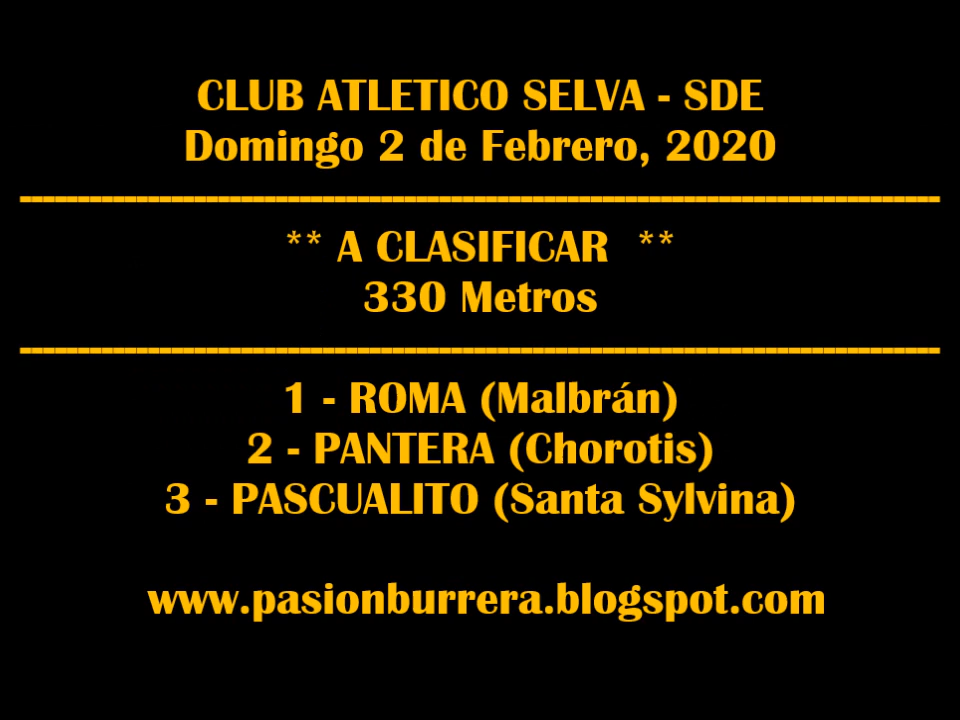 CLUB ATLETICO SELVA - SDE
Domingo 2 de Febrero, 2020
--------------------------------------------------------------------------------
** A CLASIFICAR **
330 Metros
--------------------------------------------------------------------------------
1 - ROMA (Malbrán)
2 - PANTERA (Chorotis)
3 - PASCUALITO (Santa Sylvina)
www.pasionburrera.blogspot.com